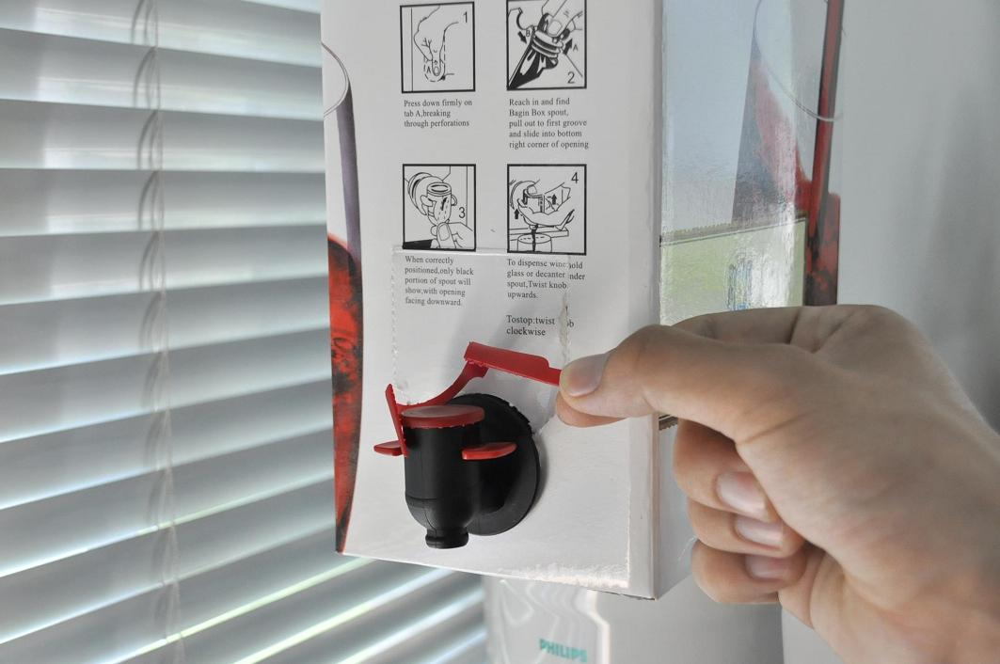 1
A
Press down firmly on
tab A,breaking
through perforations
B
A
2
Reach in and find
Bagin Box spout,
pull out to first groove
and slide into bottom
right corner of opening
3
When correctly
positioned,only black
portion of spout will
show,with opening
facing downward.
4
To dispense wine hold
glass or decanter under
spout,Twist knob
upwards.
Tostop:twist knob
clockwise
PHILIPS